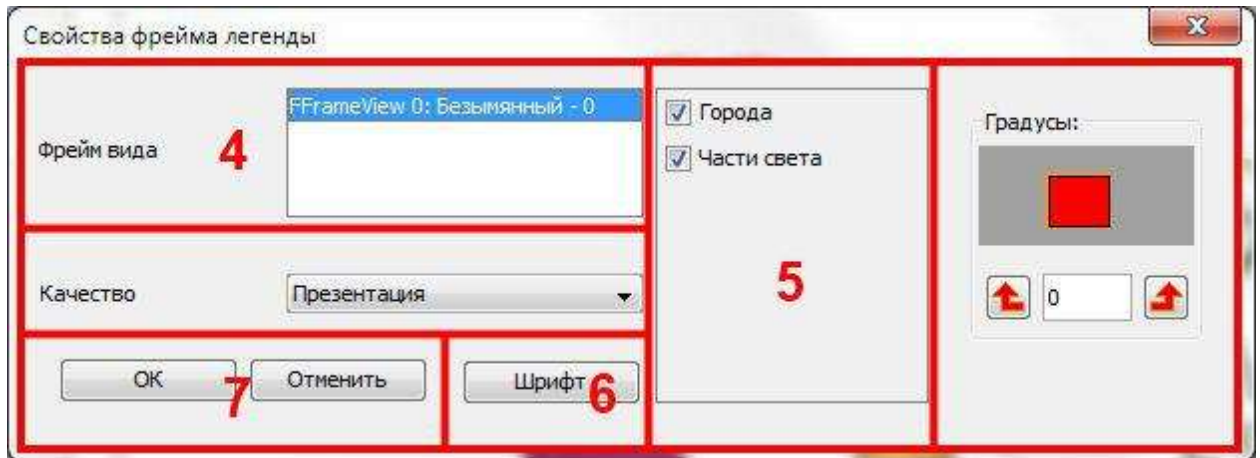 Свойства фрейма легенды
Фрейм вида
4
FFrameView 0: Безымянный - 0
Качество
Презентация
ОК
7
Отменить
Шрифт
6
Города
Части света
5
Градусы:
0